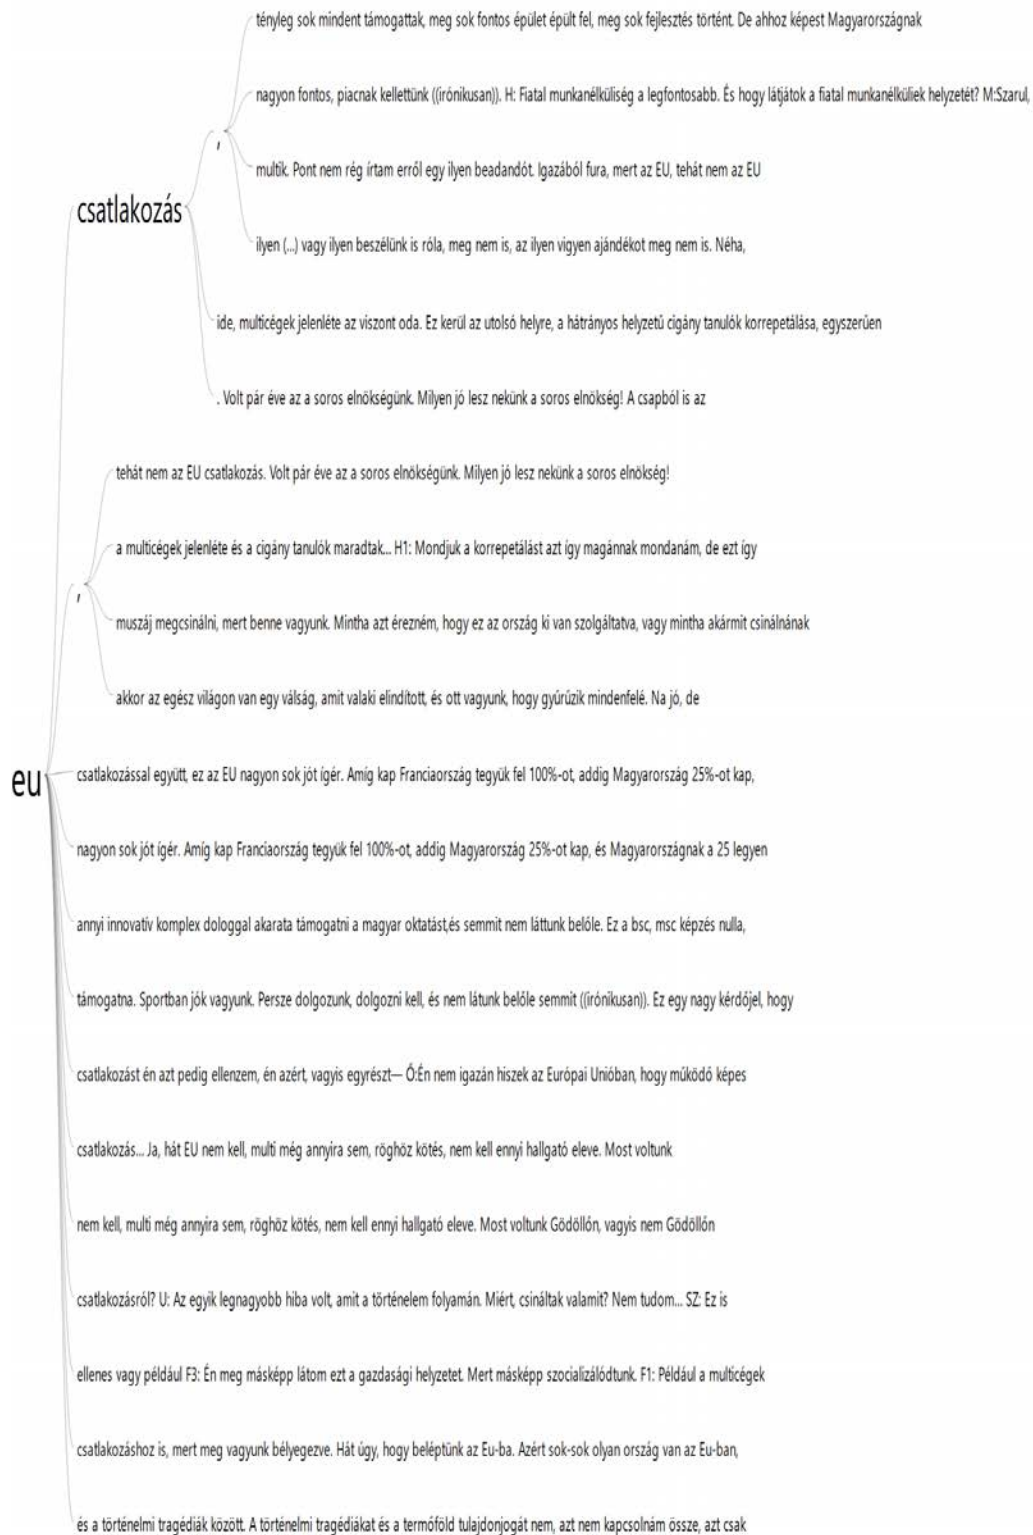 tényleg sok mindent támogattak, meg sok fontos épület épült fel, meg sok fejlesztés történt. De ahhoz képest Magyarországnak
nagyon fontos, piacnak kellettünk ((irónikusan)). H: Fiatal munkanélküliség a legfontosabb. És hogy látjátok a fiatal munkanélküliek helyzetét? M:Szarul,
,
multik. Pont nem rég írtam erről egy ilyen beadandót. Igazából fura, mert az EU, tehát nem az EU
csatlakozás
ilyen (...) vagy ilyen beszélünk is róla, meg nem is, az ilyen vigyen ajándékot meg nem is. Néha,
ide, multicégek jelenléte az viszont oda. Ez kerül az utolsó helyre, a hátrányos helyzetű cigány tanulók korrepetálása, egyszerűen
. Volt pár éve az a soros elnökségünk. Milyen jó lesz nekünk a soros elnökség! A csapból is az
tehát nem az EU csatlakozás. Volt pár éve az a soros elnökségünk. Milyen jó lesz nekünk a soros elnökség!
a multicégek jelenléte és a cigány tanulók maradtak... H1: Mondjuk a korrepetálást azt így magánnak mondanám, de ezt így
,
muszáj megcsinálni, mert benne vagyunk. Mintha azt érezném, hogy ez az ország ki van szolgáltatva, vagy mintha akármit csinálnának
akkor az egész világon van egy válság, amit valaki elindított, és ott vagyunk, hogy gyűrűzik mindenfelé. Na jó, de
eu
csatlakozással együtt, ez az EU nagyon sok jót ígér. Amíg kap Franciaország tegyük fel 100%-ot, addig Magyarország 25%-ot kap,
nagyon sok jót ígér. Amíg kap Franciaország tegyük fel 100%-ot, addig Magyarország 25%-ot kap, és Magyarországnak a 25 legyen
annyi innovatív komplex dologgal akarata támogatni a magyar oktatást,és semmit nem láttunk belőle. Ez a bsc, msc képzés nulla,
támogatna. Sportban jók vagyunk. Persze dolgozunk, dolgozni kell, és nem látunk belőle semmit ((irónikusan)). Ez egy nagy kérdőjel, hogy
csatlakozást én azt pedig ellenzem, én azért, vagyis egyrészt— Ő:Én nem igazán hiszek az Európai Unióban, hogy működő képes
csatlakozás... Ja, hát EU nem kell, multi még annyira sem, röghöz kötés, nem kell ennyi hallgató eleve. Most voltunk
nem kell, multi még annyira sem, röghöz kötés, nem kell ennyi hallgató eleve. Most voltunk Gödöllőn, vagyis nem Gödöllőn
csatlakozásról? U: Az egyik legnagyobb hiba volt, amit a történelem folyamán. Miért, csináltak valamit? Nem tudom... SZ: Ez is
ellenes vagy például F3: Én meg másképp látom ezt a gazdasági helyzetet. Mert másképp szocializálódtunk. F1: Például a multicégek
csatlakozáshoz is, mert meg vagyunk bélyegezve. Hát úgy, hogy beléptünk az Eu-ba. Azért sok-sok olyan ország van az Eu-ban,
és a történelmi tragédiák között. A történelmi tragédiákat és a termőföld tulajdonjogát nem, azt nem kapcsolnám össze, azt csak